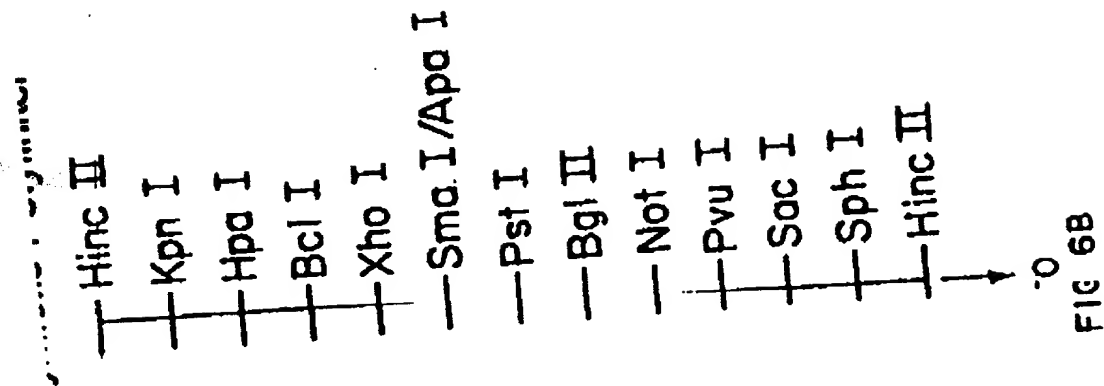 Hinc II
Kpn I
Hpa I
Bcl I
Xho I
Sma I/Apa I
Pst I
Bgl II
Not I
Pvu I
Sac I
Sph I
Hinc II
FIG 6B